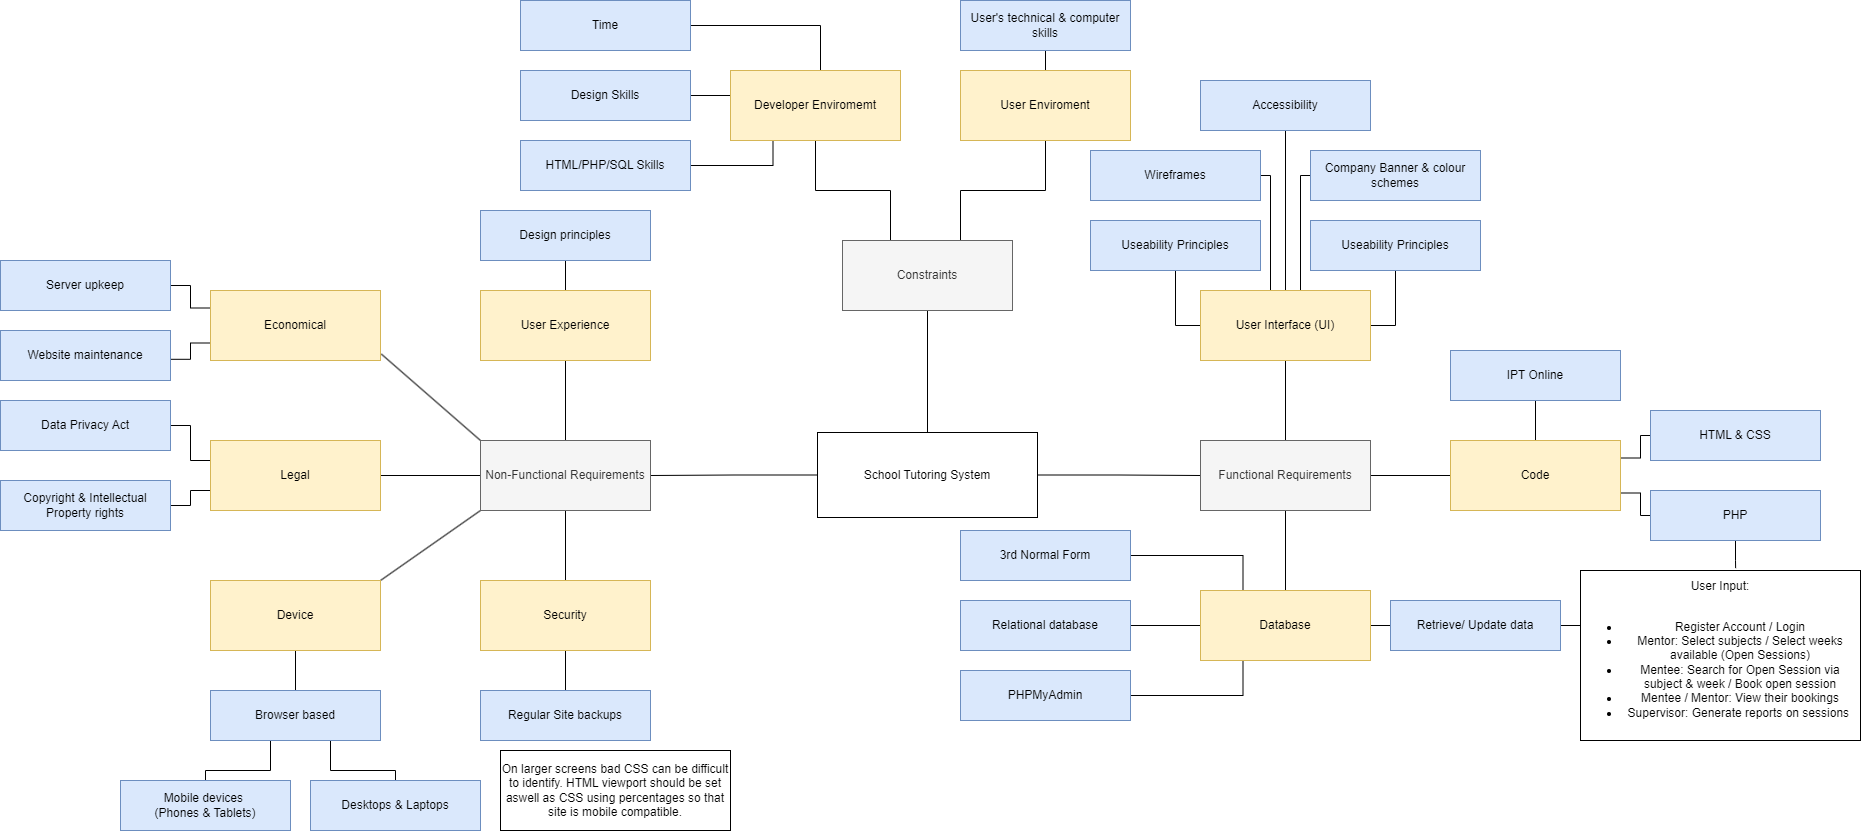 Time
User's technical & computer
skills
Design Skills
Developer Enviromemt
User Enviroment
Accessibility
HTML/PHP/SQL Skills
Wireframes
Company Banner & colour
schemes
Design principles
Useability Principles
Useability Principles
Constraints
Server upkeep
Economical
User Experience
User Interface (UI)
Website maintenance
IPT Online
Data Privacy Act
HTML & CSS
Legal
Non-Functional Requirements
School Tutoring System
Functional Requirements
Code
Copyright & Intellectual
Property rights
PHP
3rd Normal Form
User Input:
Device
Security
Relational database
Database
Retrieve/ Update data
• Register Account / Login
• Mentor: Select subjects / Select weeks
available (Open Sessions)
• Mentee: Search for Open Session via
subject & week / Book open session
• Mentee / Mentor: View their bookings
• Supervisor: Generate reports on sessions
PHPMyAdmin
Browser based
Regular Site backups
On larger screens bad CSS can be difficult
to identify. HTML viewport should be set
aswell as CSS using percentages so that
site is mobile compatible.
Mobile devices
(Phones & Tablets)
Desktops & Laptops